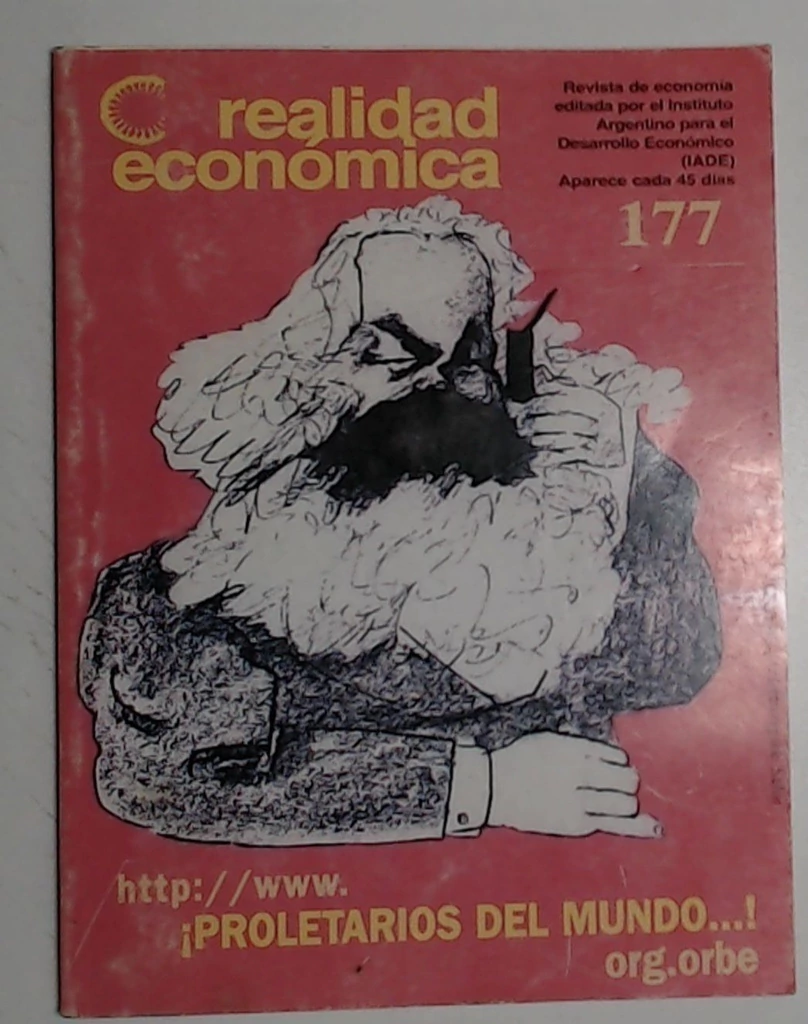 realidad
económica
Revista de economía
editada por el Instituto
Argentino para el
Desarrollo Económico
(IADE)
Aparece cada 45 días
177
http://www.
¡PROLETARIOS DEL MUNDO...!
org.orbe